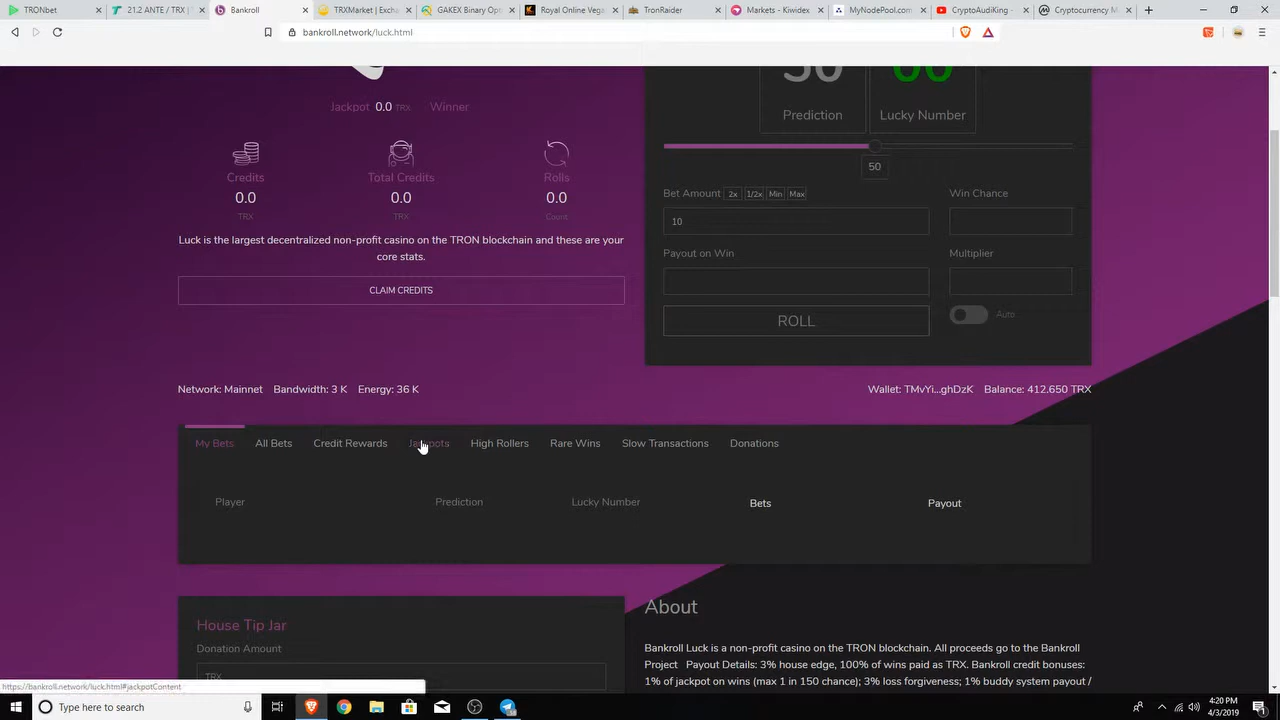 TRONbet
21.2 ANTE / TRX |
Bankroll
TRXMarket | Exch
GAKEX Binary Op
Royal Online Vega
TronRaider
Markets - Kiwidex
MyNodePool.com
CryptoAudiKing -
Cryptocurrency M
bankroll.network/luck.html
50 00
Prediction Lucky Number
Jackpot 0.0 TRX Winner
Credits Total Credits Rolls
0.0 0.0 0.0
TRX TRX Count
Luck is the largest decentralized non-profit casino on the TRON blockchain and these are your
core stats.
CLAIM CREDITS
50
Bet Amount 2x 1/2x Min Max Win Chance
10
Payout on Win Multiplier
ROLL Auto
Network: Mainnet Bandwidth: 3 K Energy: 36 K Wallet: TMvYi...ghDzK Balance: 412.650 TRX
My Bets All Bets Credit Rewards Jackpots High Rollers Rare Wins Slow Transactions Donations
Player Prediction Lucky Number Bets Payout
House Tip Jar
Donation Amount
TRX
About
Bankroll Luck is a non-profit casino on the TRON blockchain. All proceeds go to the Bankroll
Project Payout Details: 3% house edge, 100% of wins paid as TRX. Bankroll credit bonuses:
1% of jackpot on wins (max 1 in 150 chance); 3% loss forgiveness; 1% buddy system payout /
https://bankroll.network/luck.html#jackpotContent
Type here to search
4:20 PM
4/3/2019